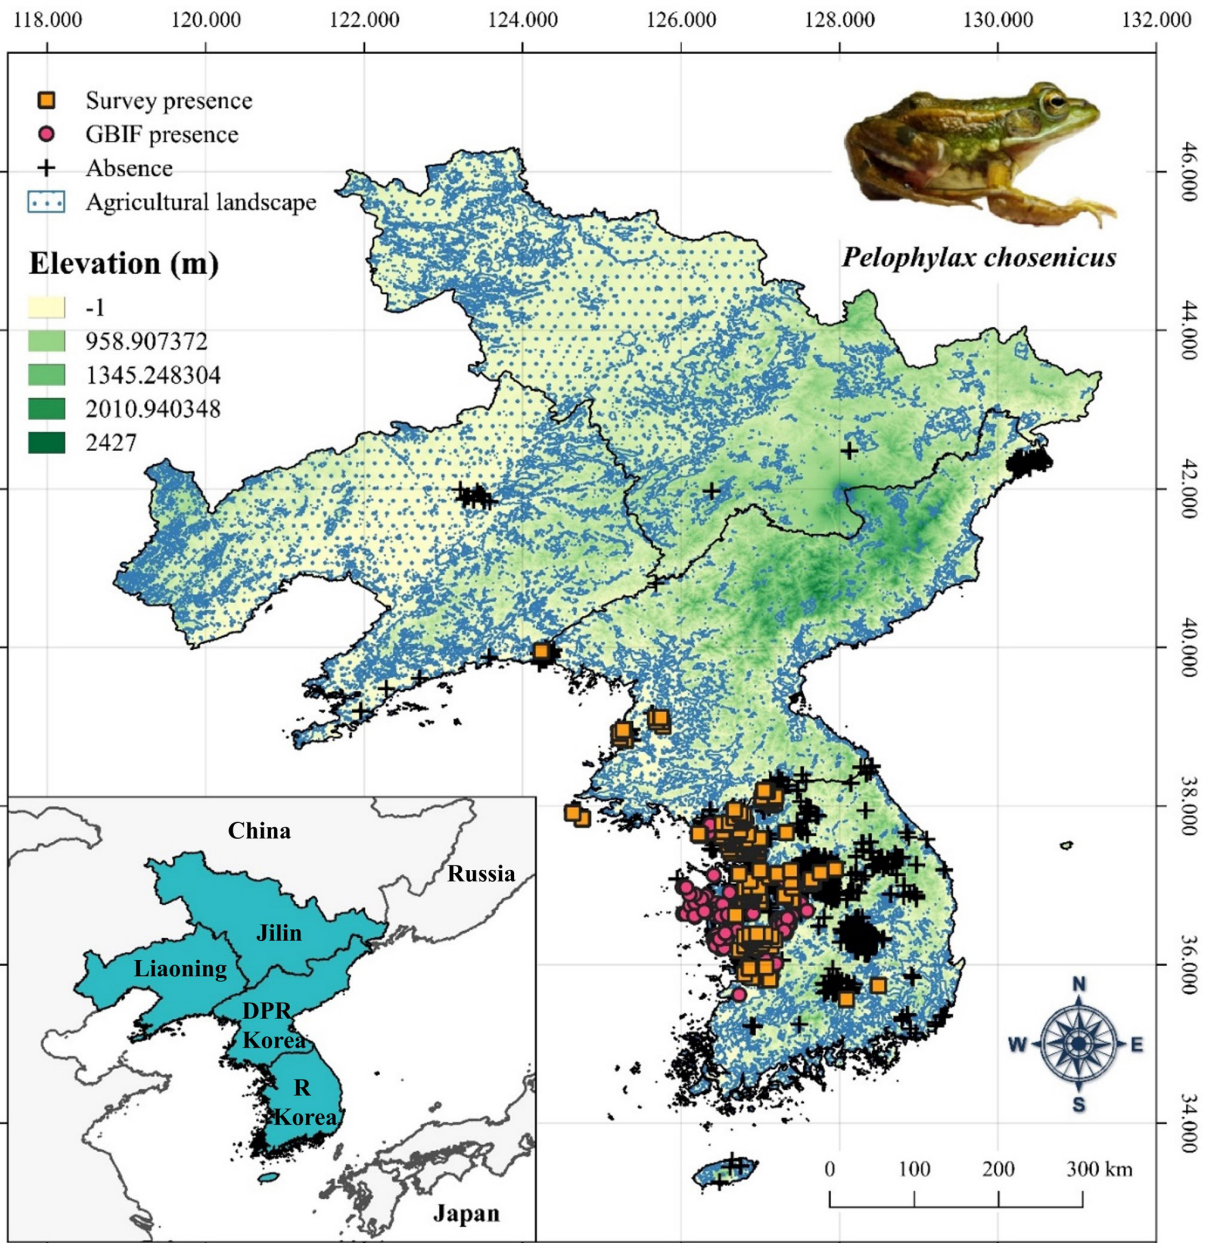 118.000 120.000 122.000 124.000 126.000 128.000 130.000 132.000
Survey presence
GBIF presence
Absence
Agricultural landscape
Elevation (m)
-1
958.907372
1345.248304
2010.940348
2427
Pelophylax chosenicus
46.000
44.000
42.000
40.000
38.000
36.000
34.000
China
Russia
Jilin
Liaoning
DPR
Korea
R
Korea
Japan
N
W E
S
0 100 200 300 km